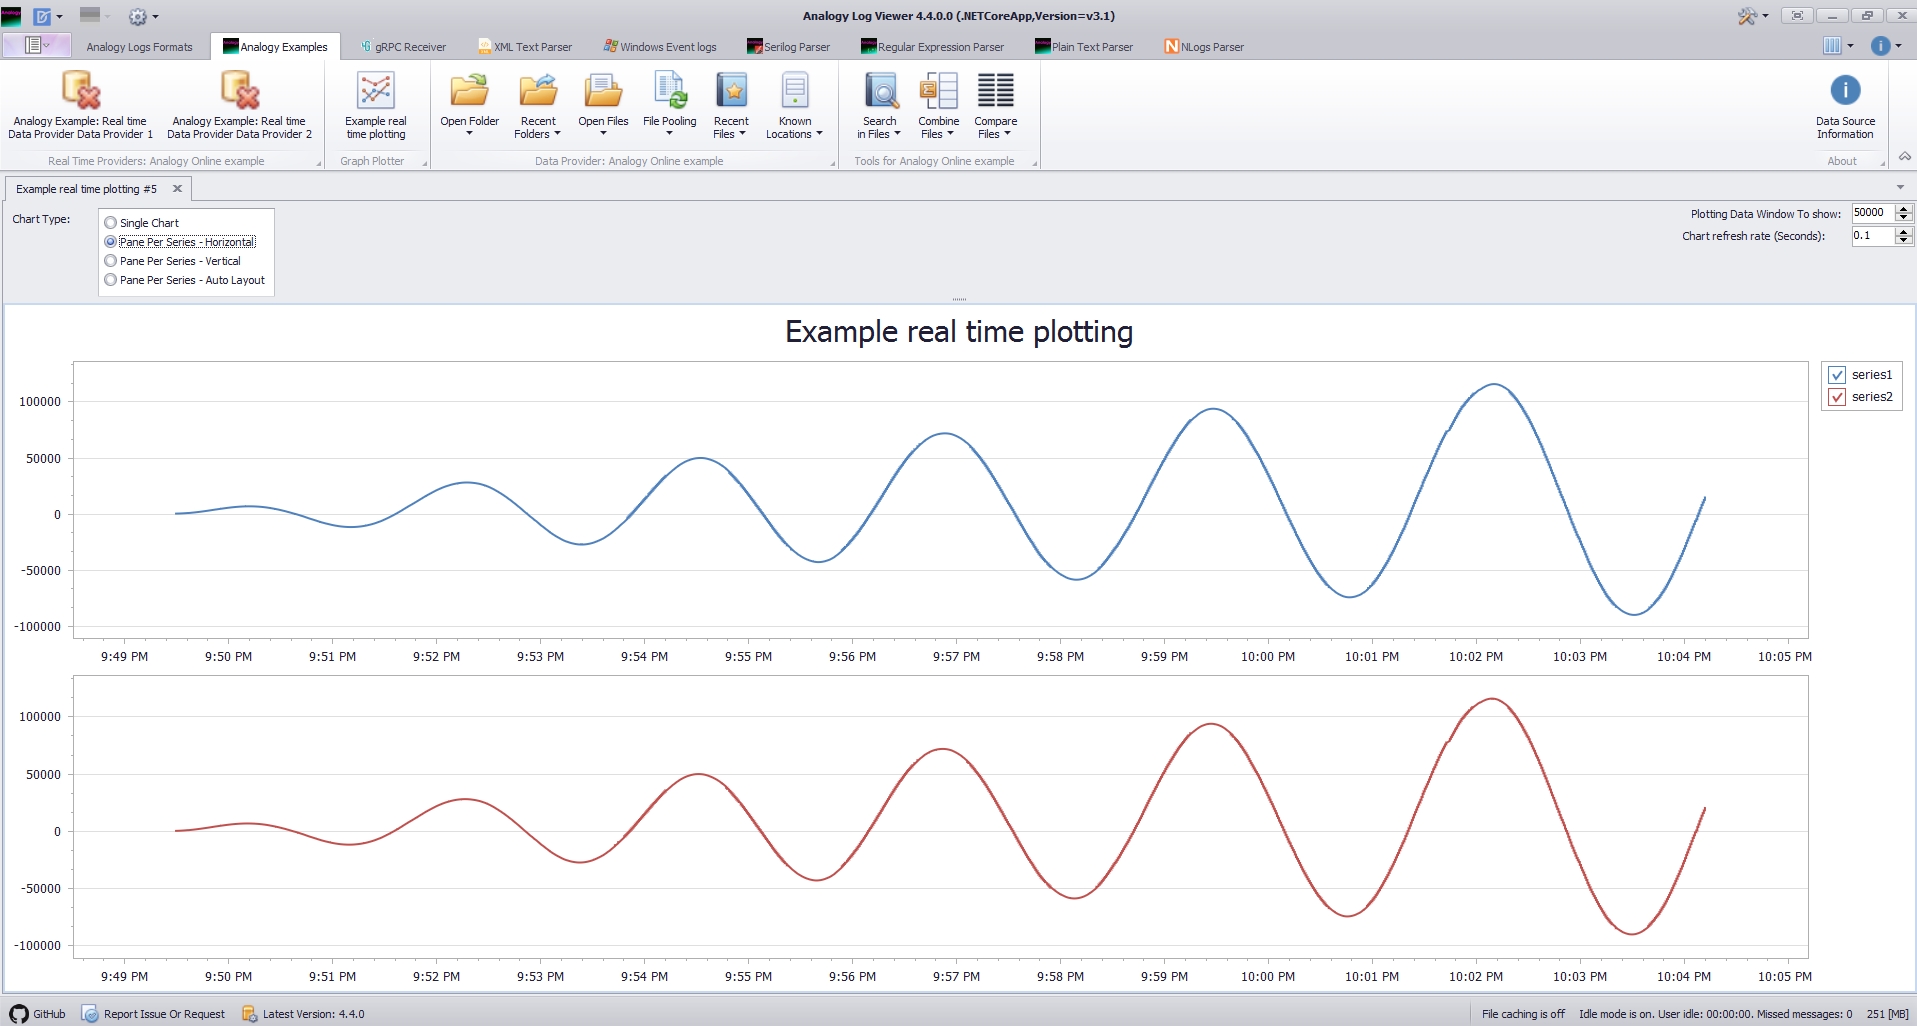 Analogy Log Viewer 4.4.0.0 (.NETCoreApp,Version=v3.1)
Analogy Logs Formats
Analogy Examples
gRPC Receiver
XML Text Parser
Windows Event logs
Serilog Parser
Regular Expression Parser
Plain Text Parser
NLogs Parser
Analogy Example: Real time
Data Provider Data Provider 1
Analogy Example: Real time
Data Provider Data Provider 2
Real Time Providers: Analogy Online example
Example real
time plotting
Graph Plotter
Open Folder
Recent
Folders
Open Files
File Pooling
Recent
Files
Known
Locations
Data Provider: Analogy Online example
Search
in Files
Combine
Files
Compare
Files
Tools for Analogy Online example
Data Source
Information
About
Example real time plotting #5
Chart Type:
Single Chart
Pane Per Series - Horizontal
Pane Per Series - Vertical
Pane Per Series - Auto Layout
Plotting Data Window To show: 50000
Chart refresh rate (Seconds): 0.1
Example real time plotting
series1
series2
100000
50000
0
-50000
-100000
9:49 PM 9:50 PM 9:51 PM 9:52 PM 9:53 PM 9:54 PM 9:55 PM 9:56 PM 9:57 PM 9:58 PM 9:59 PM 10:00 PM 10:01 PM 10:02 PM 10:03 PM 10:04 PM 10:05 PM
100000
50000
0
-50000
-100000
9:49 PM 9:50 PM 9:51 PM 9:52 PM 9:53 PM 9:54 PM 9:55 PM 9:56 PM 9:57 PM 9:58 PM 9:59 PM 10:00 PM 10:01 PM 10:02 PM 10:03 PM 10:04 PM 10:05 PM
GitHub
Report Issue Or Request
Latest Version: 4.4.0
File caching is off
Idle mode is on. User idle: 00:00:00. Missed messages: 0
251 [MB]